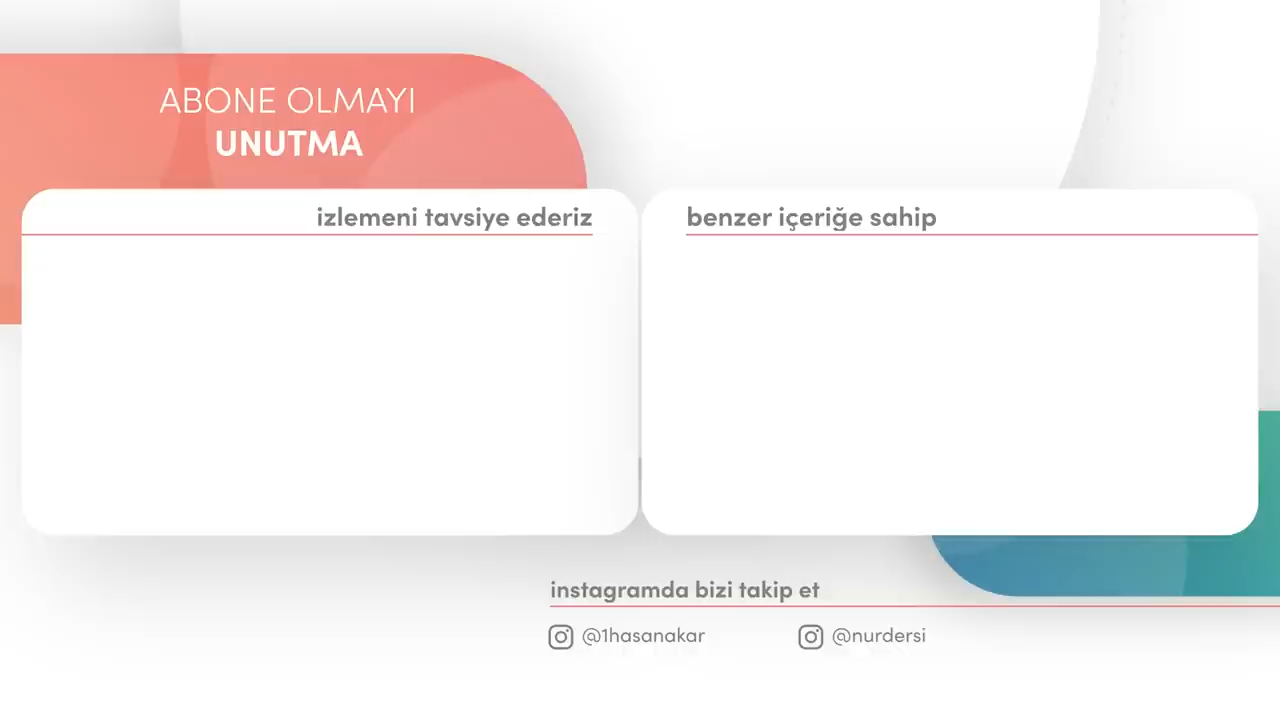 ABONE OLMAYI
UNUTMA
izlemeni tavsiye ederiz
benzer içeriğe sahip
instagramda bizi takip et
@1hasanakar
@nurdersi